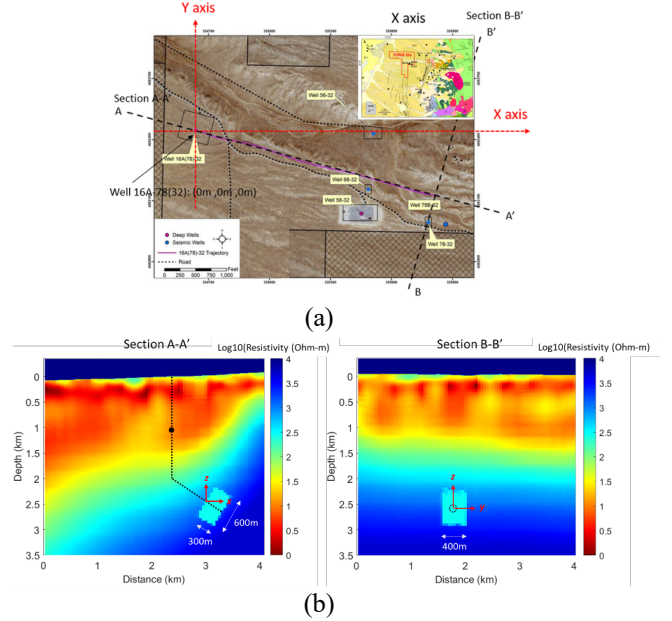 Section B-B'
Y axis
X axis
B'
FORGE Site
Well 56-32
Section A-A'
A
X axis
Well 16A(78)-32
Well 16A-78(32): (0m ,0m ,0m)
Well 68-32
Well 58-32
Well 78B-32
A'
Well 78-32
Deep Wells
Seismic Wells
16A(78)-32 Trajectory
Road
0 250 500 1,000
Feet
B
(a)
Section A-A'
Log10(Resistivity (Ohm-m)
Section B-B'
Log10(Resistivity (Ohm-m)
Depth (km)
0
0.5
1
1.5
2
2.5
3
3.5
z
x
600m
300m
0 1 2 3 4
Distance (km)
4
3.5
3
2.5
2
1.5
1
0.5
0
Depth (km)
0
0.5
1
1.5
2
2.5
3
3.5
z
y
400m
0 1 2 3 4
Distance (km)
4
3.5
3
2.5
2
1.5
1
0.5
0
(b)